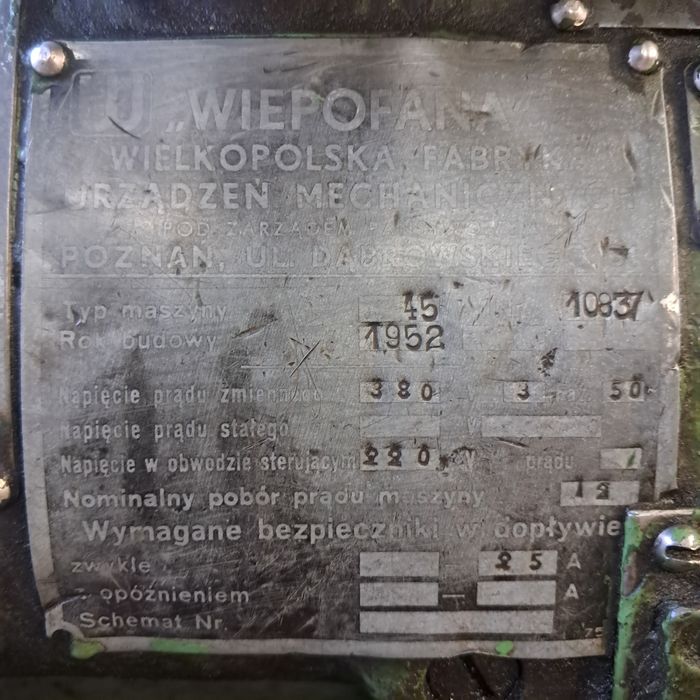 „WIEPOFANA"
WIELKOPOLSKA FABRYKA
URZĄDZEŃ MECHANICZNYCH
POD ZARZĄDEM
POZNAŃ, UL. DĄBROWSKIEGO
Typ maszyny 45 10837
Rok budowy 1952
Napięcie prądu zmiennego 380 V 3 50
Napięcie prądu stałego V
Napięcie w obwodzie sterującym 220 V prądu
Nominalny pobór prądu maszyny 12
Wymagane bezpieczniki w dopływie
zwykłe 25 A
z opóźnieniem — A
Schemat Nr.